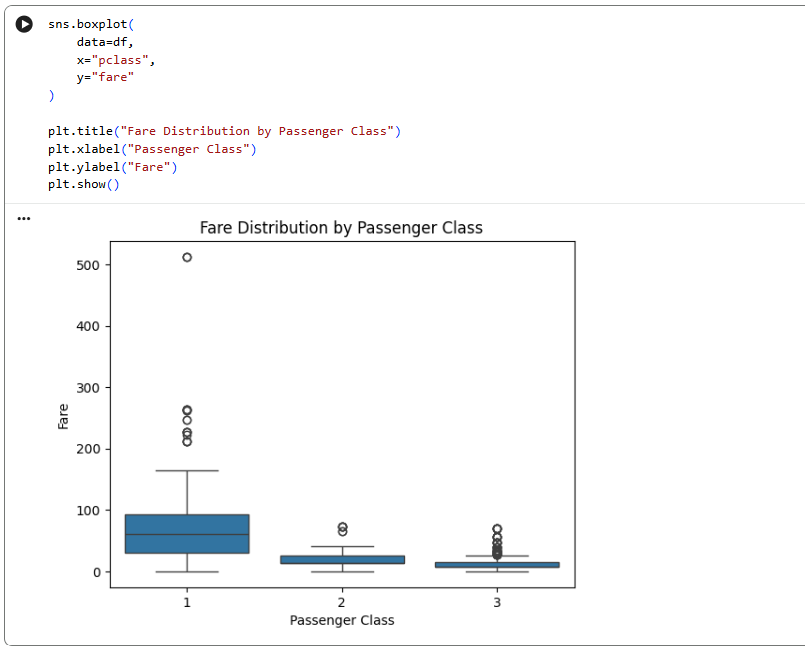 sns.boxplot(
    data=df,
    x="pclass",
    y="fare"
)
plt.title("Fare Distribution by Passenger Class")
plt.xlabel("Passenger Class")
plt.ylabel("Fare")
plt.show()
...
Fare Distribution by Passenger Class
500
400
300
200
100
0
Fare
1 2 3
Passenger Class